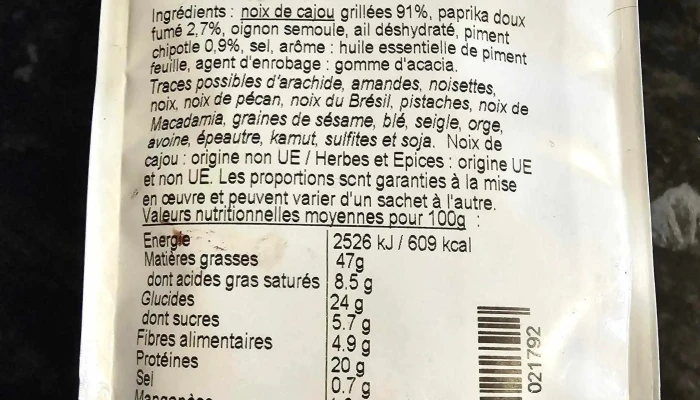 Ingrédients : noix de cajou grillées 91%, paprika doux
fumé 2,7%, oignon semoule, ail déshydraté, piment
chipotle 0,9%, sel, arôme : huile essentielle de piment
feuille, agent d'enrobage : gomme d'acacia.
Traces possibles d'arachide, amandes, noisettes,
noix, noix de pécan, noix du Brésil, pistaches, noix de
Macadamia, graines de sésame, blé, seigle, orge,
avoine, épeautre, kamut, sulfites et soja. Noix de
cajou : origine non UE / Herbes et Epices : origine UE
et non UE. Les proportions sont garanties à la mise
en œuvre et peuvent varier d'un sachet à l'autre.
Valeurs nutritionnelles moyennes pour 100g :
Energie 2526 kJ / 609 kcal
Matières grasses 47g
dont acides gras saturés 8,5 g
Glucides 24 g
dont sucres 5.7 g
Fibres alimentaires 4.9 g
Protéines 20 g
Sel 0.7 g
021792